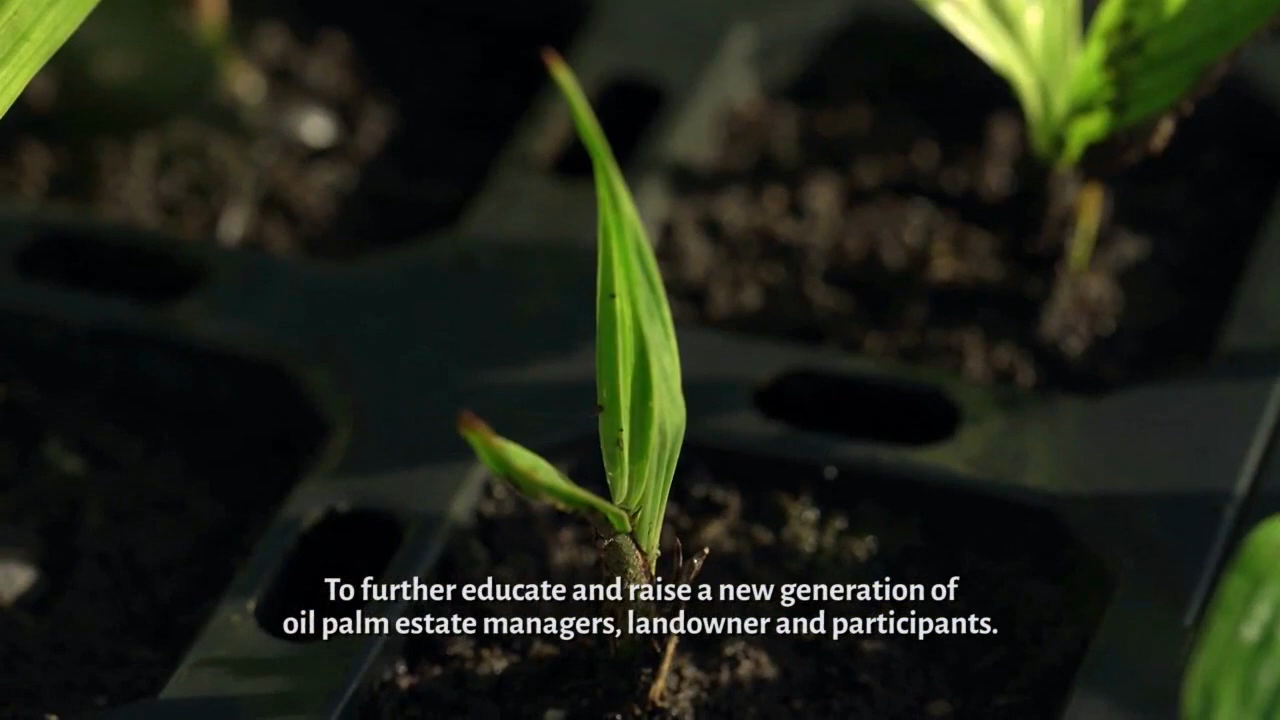 To further educate and raise a new generation of
oil palm estate managers, landowner and participants.